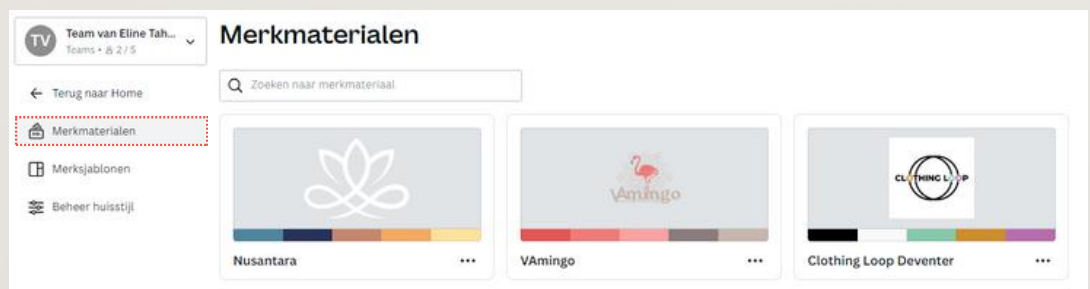 TV
Team van Eline Tah...
Teams • 2/5
Terug naar Home
Merkmaterialen
Merksjablonen
Beheer huisstijl
Merkmaterialen
Zoeken naar merkmateriaal
VAmingo
CLOTHING LOOP
Nusantara
VAmingo
Clothing Loop Deventer